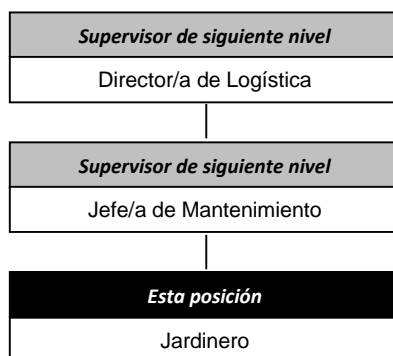 Supervisor de siguiente nivel
Director/a de Logística
Supervisor de siguiente nivel
Jefe/a de Mantenimiento
Esta posición
Jardinero